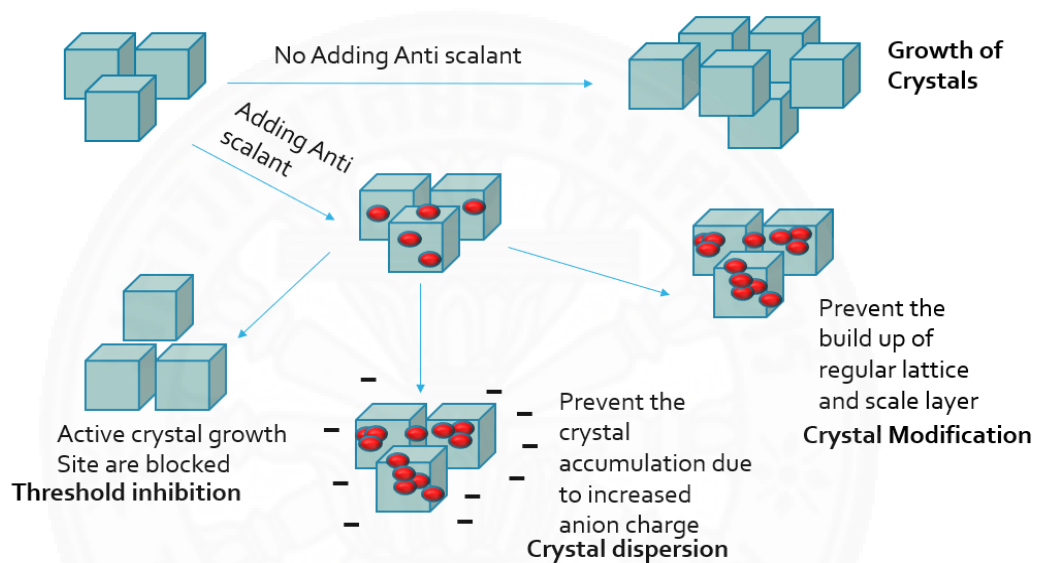 No Adding Anti scalant
Growth of
Crystals
Adding Anti
scalant
Active crystal growth
Site are blocked
Threshold inhibition
Prevent the
crystal
accumulation due
to increased
anion charge
Crystal dispersion
Prevent the
build up of
regular lattice
and scale layer
Crystal Modification